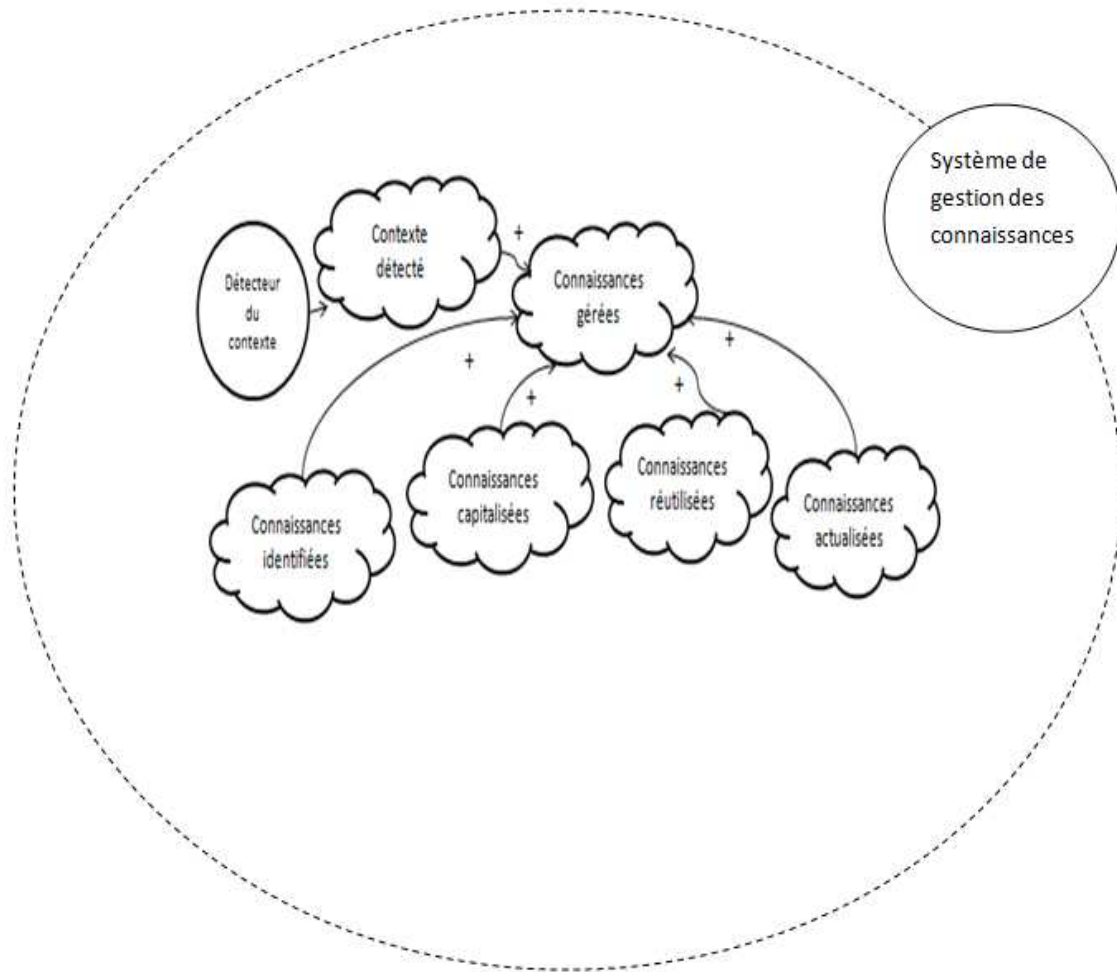 Système de
gestion des
connaissances
Contexte
détecté
+
Connaissances
gérées
Détecteur
du
contexte
+
+
+
+
Connaissances
identifiées
Connaissances
capitalisées
Connaissances
réutilisées
Connaissances
actualisées